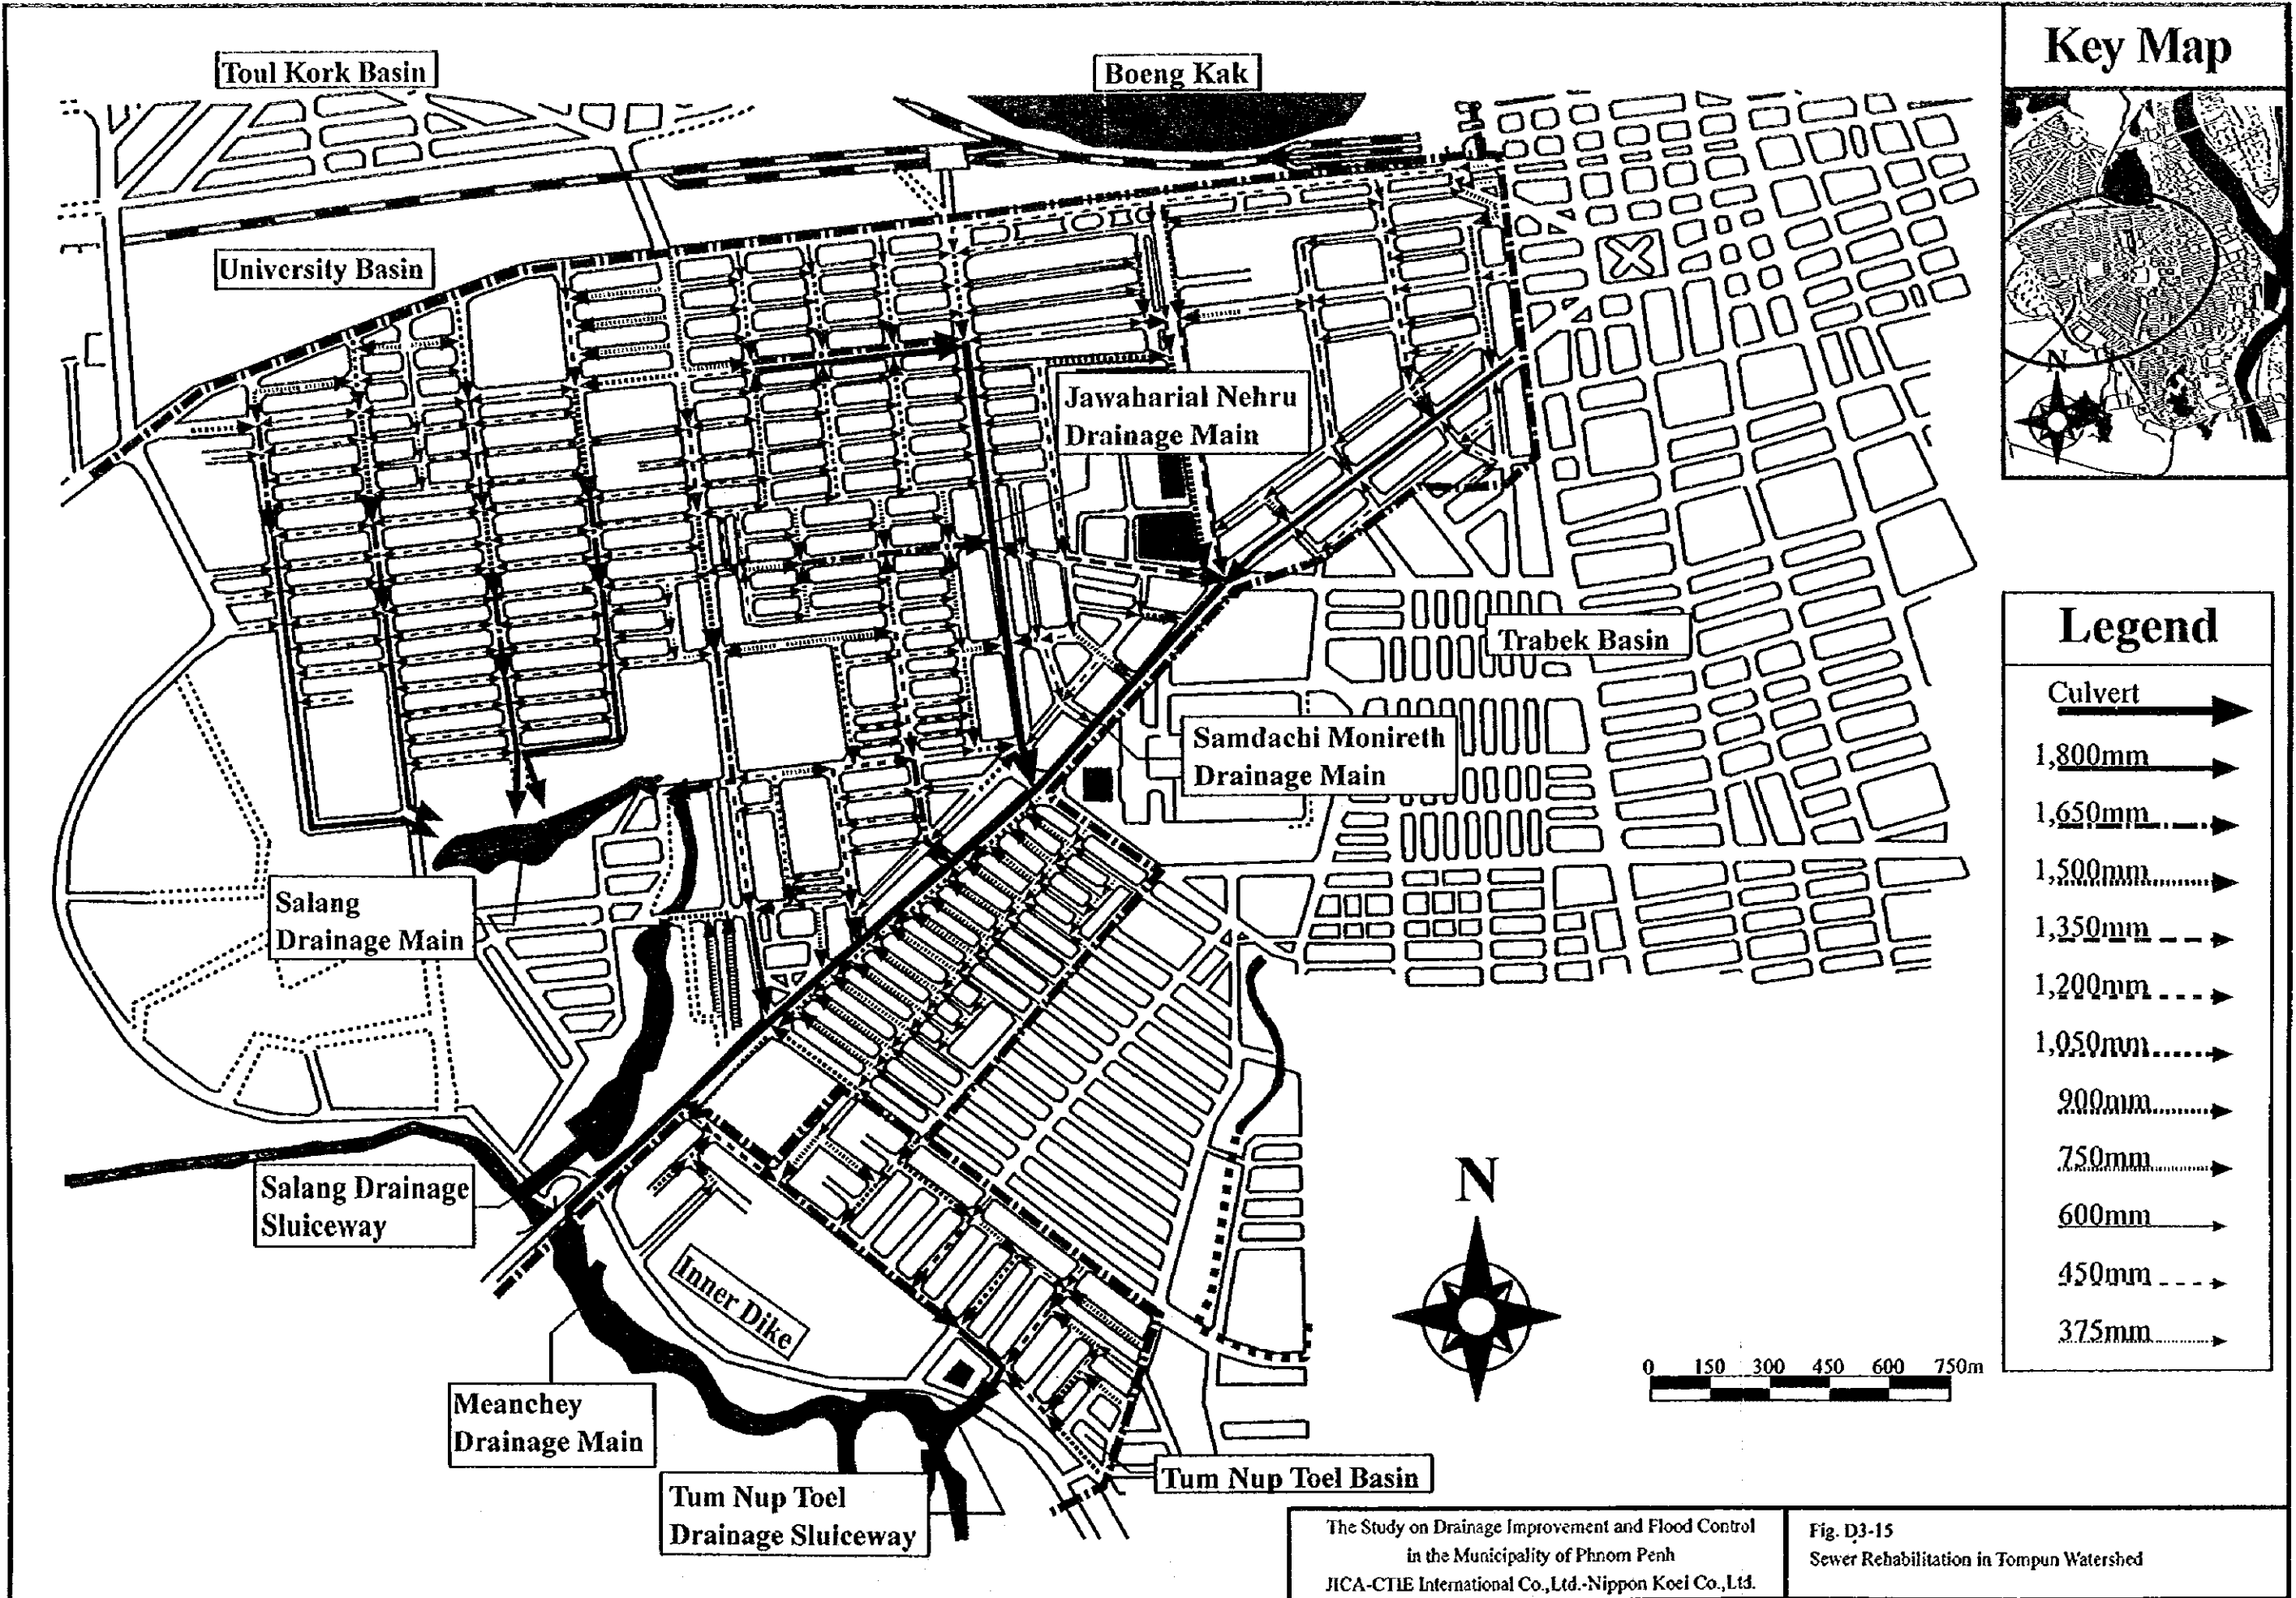 Toul Kork Basin
Boeng Kak
Key Map
N
University Basin
Jawaharial Nehru
Drainage Main
Legend
Culvert
1,800mm
1,650mm
1,500mm
1,350mm
1,200mm
1,050mm
900mm
750mm
600mm
450mm
375mm
Trabek Basin
Samdachi Monireth
Drainage Main
Salang
Drainage Main
Salang Drainage
Sluiceway
Inner Dike
N
0 150 300 450 600 750m
Meanchey
Drainage Main
Tum Nup Toel
Drainage Sluiceway
Tum Nup Toel Basin
The Study on Drainage Improvement and Flood Control
in the Municipality of Phnom Penh
JICA-CTIE International Co.,Ltd.-Nippon Koei Co.,Ltd.
Fig. D3-15
Sewer Rehabilitation in Tompun Watershed